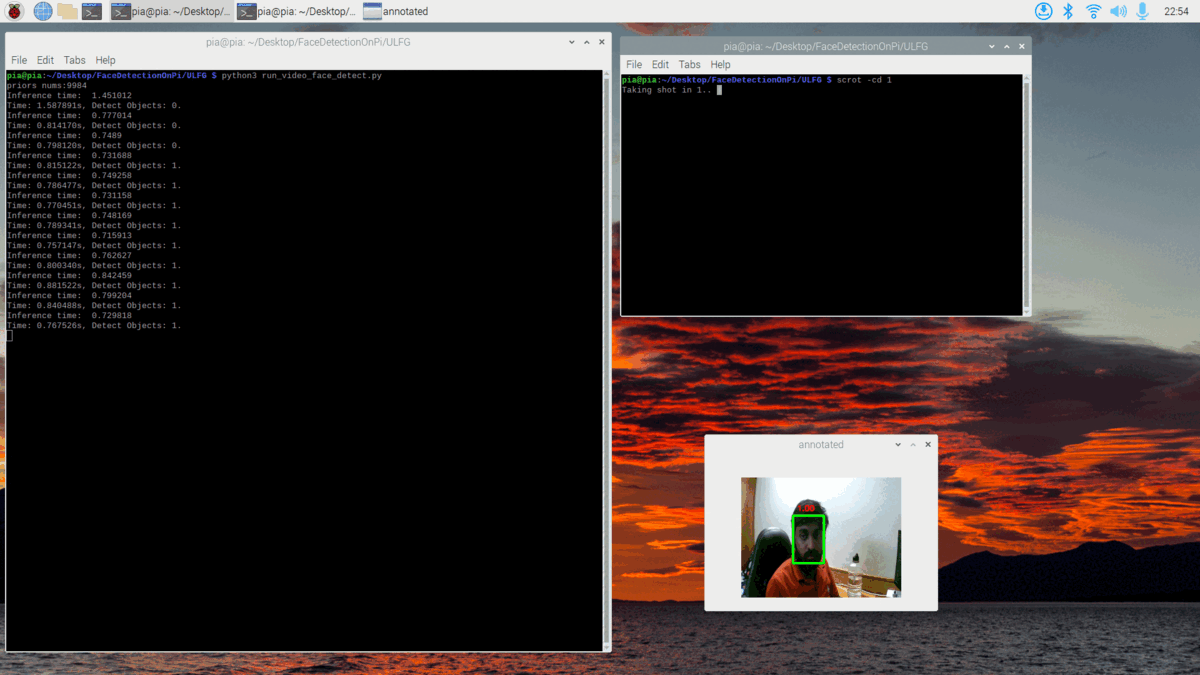 pia@pia: ~/Desktop/...
pia@pia: ~/Desktop/...
annotated
22:54
pia@pia: ~/Desktop/FaceDetectionOnPi/ULFG
File Edit Tabs Help
pia@pia:~/Desktop/FaceDetectionOnPi/ULFG $ python3 run_video_face_detect.py
priors nums:9984
Inference time:  1.451012
Time: 1.587891s, Detect Objects: 0.
Inference time:  0.777014
Time: 0.814170s, Detect Objects: 0.
Inference time:  0.7489
Time: 0.798120s, Detect Objects: 0.
Inference time:  0.731688
Time: 0.815122s, Detect Objects: 1.
Inference time:  0.749258
Time: 0.786477s, Detect Objects: 1.
Inference time:  0.731158
Time: 0.770451s, Detect Objects: 1.
Inference time:  0.748169
Time: 0.789341s, Detect Objects: 1.
Inference time:  0.715913
Time: 0.757147s, Detect Objects: 1.
Inference time:  0.762627
Time: 0.800340s, Detect Objects: 1.
Inference time:  0.842459
Time: 0.881522s, Detect Objects: 1.
Inference time:  0.799204
Time: 0.840488s, Detect Objects: 1.
Inference time:  0.729818
Time: 0.767526s, Detect Objects: 1.
pia@pia: ~/Desktop/FaceDetectionOnPi/ULFG
File Edit Tabs Help
pia@pia:~/Desktop/FaceDetectionOnPi/ULFG $ scrot -cd 1
Taking shot in 1..
annotated
1.00